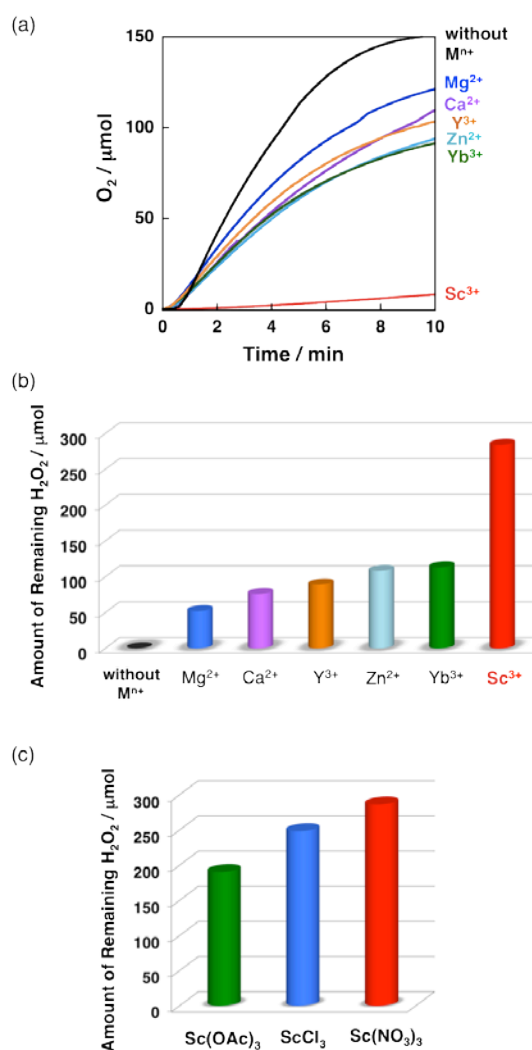 (a)
O₂ / μmol
150
100
50
0
0 2 4 6 8 10
Time / min
without
Mⁿ⁺
Mg²⁺
Ca²⁺
Y³⁺
Zn²⁺
Yb³⁺
Sc³⁺
(b)
Amount of Remaining H₂O₂ / μmol
300
250
200
150
100
50
0
without
Mⁿ⁺
Mg²⁺ Ca²⁺ Y³⁺ Zn²⁺ Yb³⁺ Sc³⁺
(c)
Amount of Remaining H₂O₂ / μmol
300
250
200
150
100
50
0
Sc(OAc)₃ ScCl₃ Sc(NO₃)₃